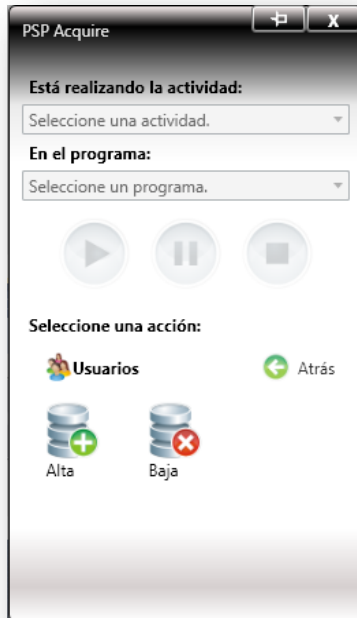 PSP Acquire
X
Está realizando la actividad:
Seleccione una actividad.
En el programa:
Seleccione un programa.
Seleccione una acción:
Usuarios
Atrás
Alta
Baja